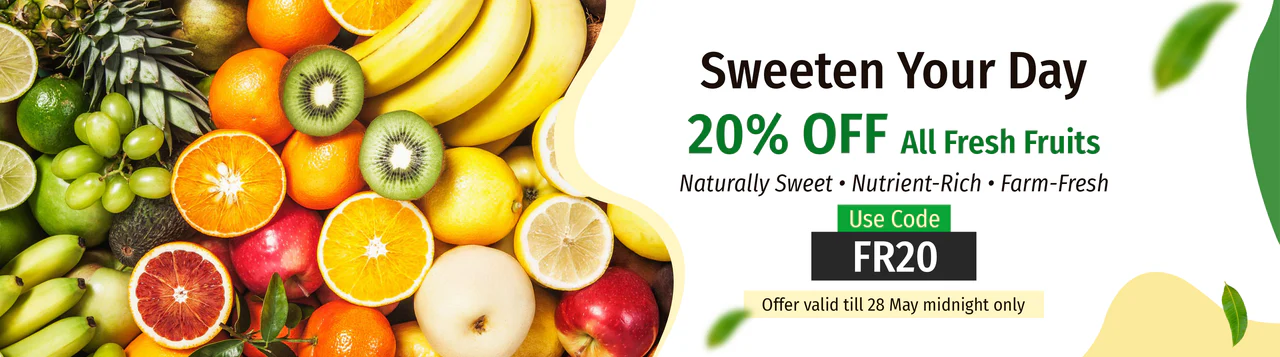 Sweeten Your Day
20% OFF All Fresh Fruits
Naturally Sweet • Nutrient-Rich • Farm-Fresh
Use Code
FR20
Offer valid till 28 May midnight only